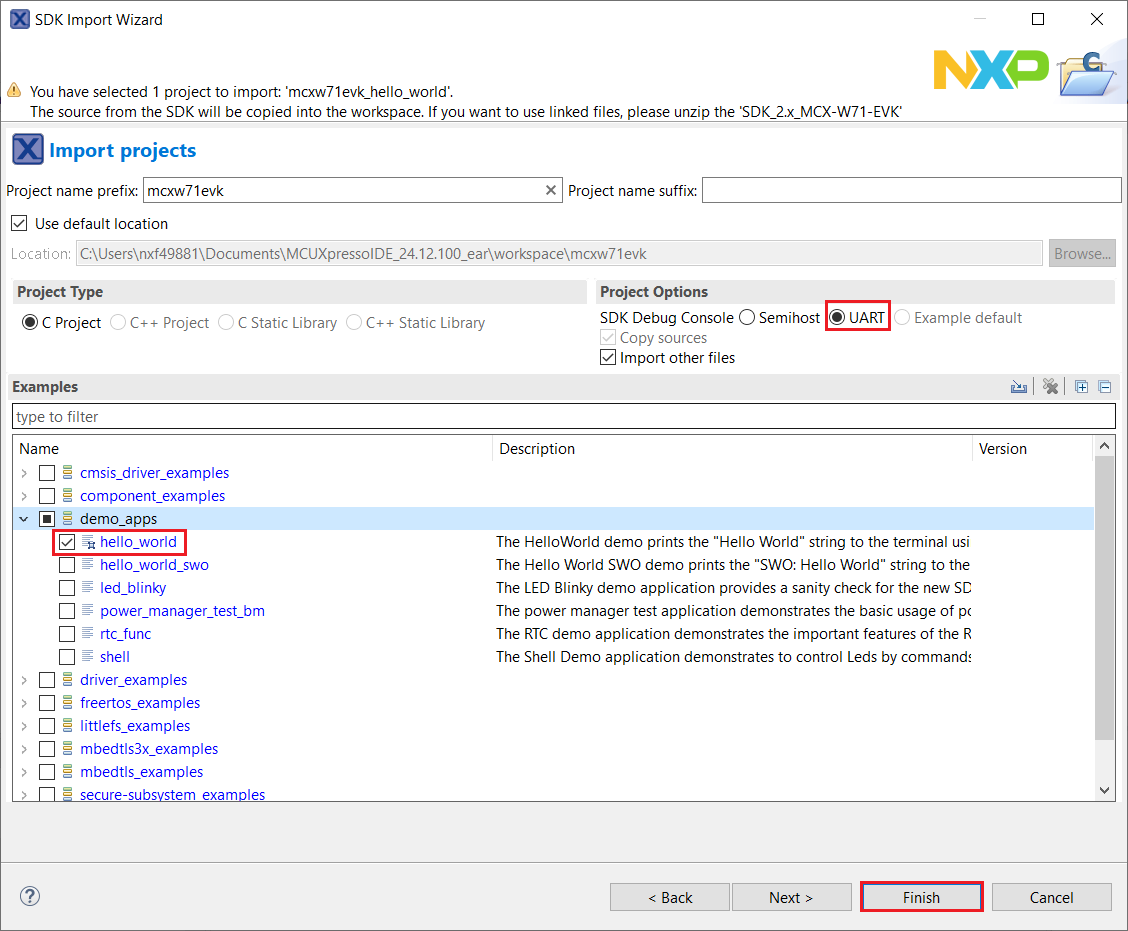 SDK Import Wizard
NXP
You have selected 1 project to import: 'mcxw71evk_hello_world'.
The source from the SDK will be copied into the workspace. If you want to use linked files, please unzip the 'SDK_2.x_MCX-W71-EVK'
Import projects
Project name prefix: mcxw71evk Project name suffix:
Use default location
Location: C:\Users\nxf49881\Documents\MCUXpressoIDE_24.12.100_ear\workspace\mcxw71evk Browse...
Project Type Project Options
C Project C++ Project C Static Library C++ Static Library SDK Debug Console Semihost UART Example default
Copy sources
Import other files
Examples
type to filter
Name Description Version
cmsis_driver_examples
component_examples
demo_apps
hello_world The HelloWorld demo prints the "Hello World" string to the terminal usi
hello_world_swo The Hello World SWO demo prints the "SWO: Hello World" string to the
led_blinky The LED Blinky demo application provides a sanity check for the new SD
power_manager_test_bm The power manager test application demonstrates the basic usage of po
rtc_func The RTC demo application demonstrates the important features of the R
shell The Shell Demo application demonstrates to control Leds by commands
driver_examples
freertos_examples
littlefs_examples
mbedtls3x_examples
mbedtls_examples
secure-subsystem_examples
< Back Next > Finish Cancel